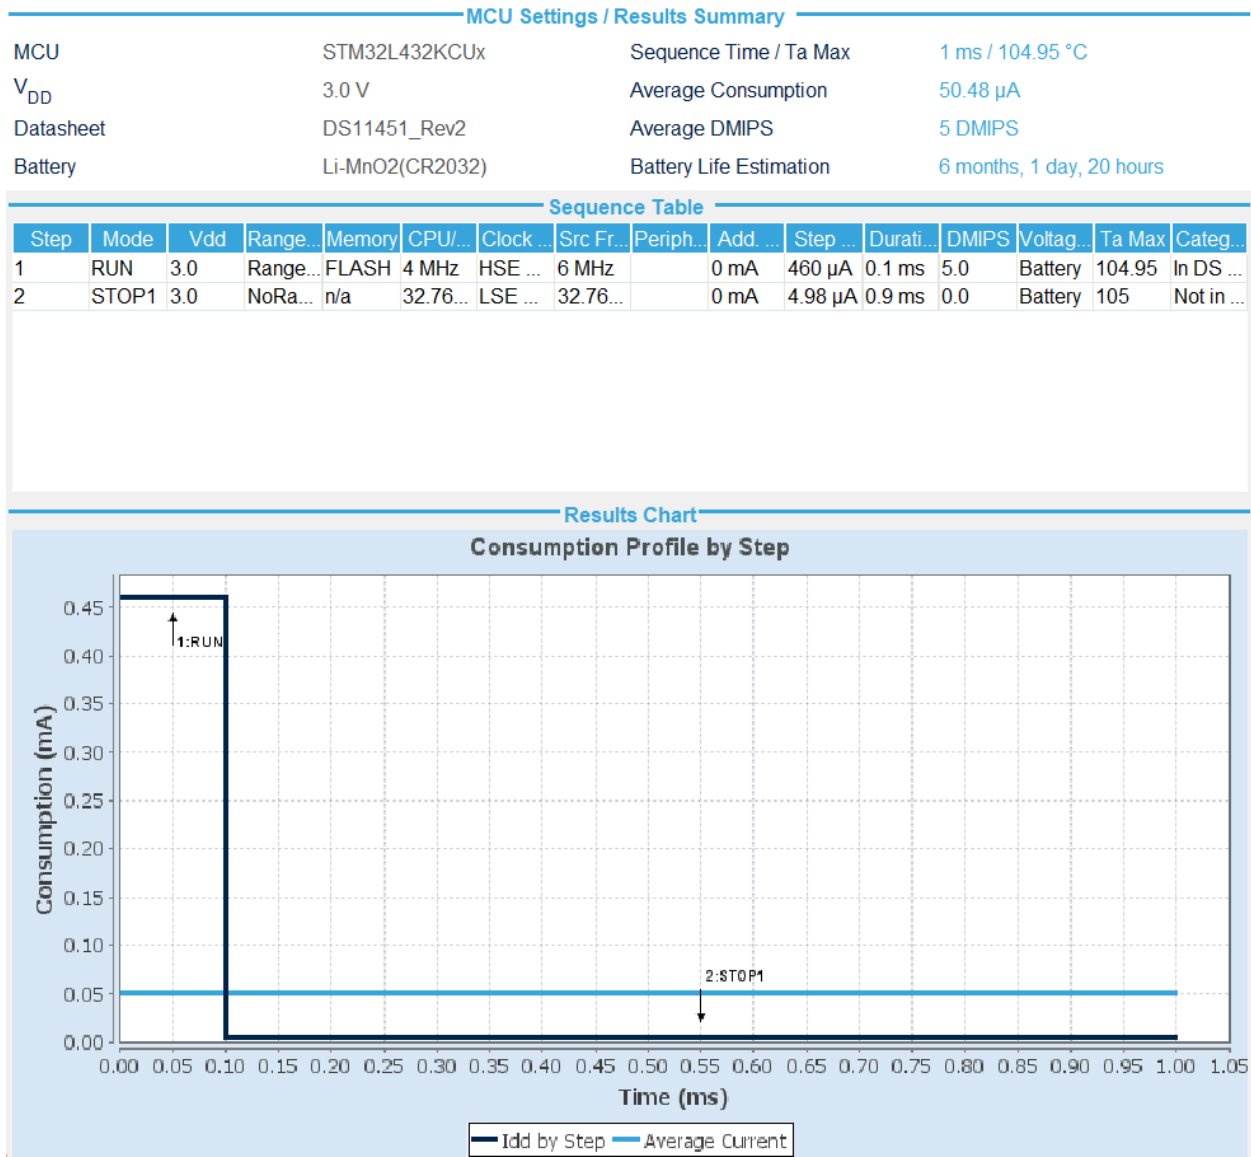 MCU Settings / Results Summary
MCU STM32L432KCUx Sequence Time / Ta Max 1 ms / 104.95 °C
VDD 3.0 V Average Consumption 50.48 µA
Datasheet DS11451_Rev2 Average DMIPS 5 DMIPS
Battery Li-MnO2(CR2032) Battery Life Estimation 6 months, 1 day, 20 hours
Sequence Table
Step Mode Vdd Range... Memory CPU/... Clock ... Src Fr... Periph... Add. ... Step ... Durati... DMIPS Voltag... Ta Max Categ...
1 RUN 3.0 Range... FLASH 4 MHz HSE ... 6 MHz 0 mA 460 µA 0.1 ms 5.0 Battery 104.95 In DS ...
2 STOP1 3.0 NoRa... n/a 32.76... LSE ... 32.76... 0 mA 4.98 µA 0.9 ms 0.0 Battery 105 Not in ...
Results Chart
Consumption Profile by Step
Consumption (mA)
0.45
1:RUN
0.40
0.35
0.30
0.25
0.20
0.15
0.10
2:STOP1
0.05
0.00
0.00 0.05 0.10 0.15 0.20 0.25 0.30 0.35 0.40 0.45 0.50 0.55 0.60 0.65 0.70 0.75 0.80 0.85 0.90 0.95 1.00 1.05
Time (ms)
Idd by Step Average Current